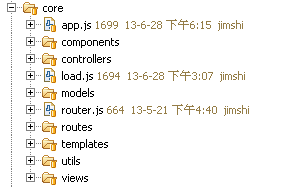 core
app.js 1699 13-6-28 下午6:15 jimshi
components
controllers
load.js 1694 13-6-28 下午3:07 jimshi
models
router.js 664 13-5-21 下午4:40 jimshi
routes
templates
utils
views